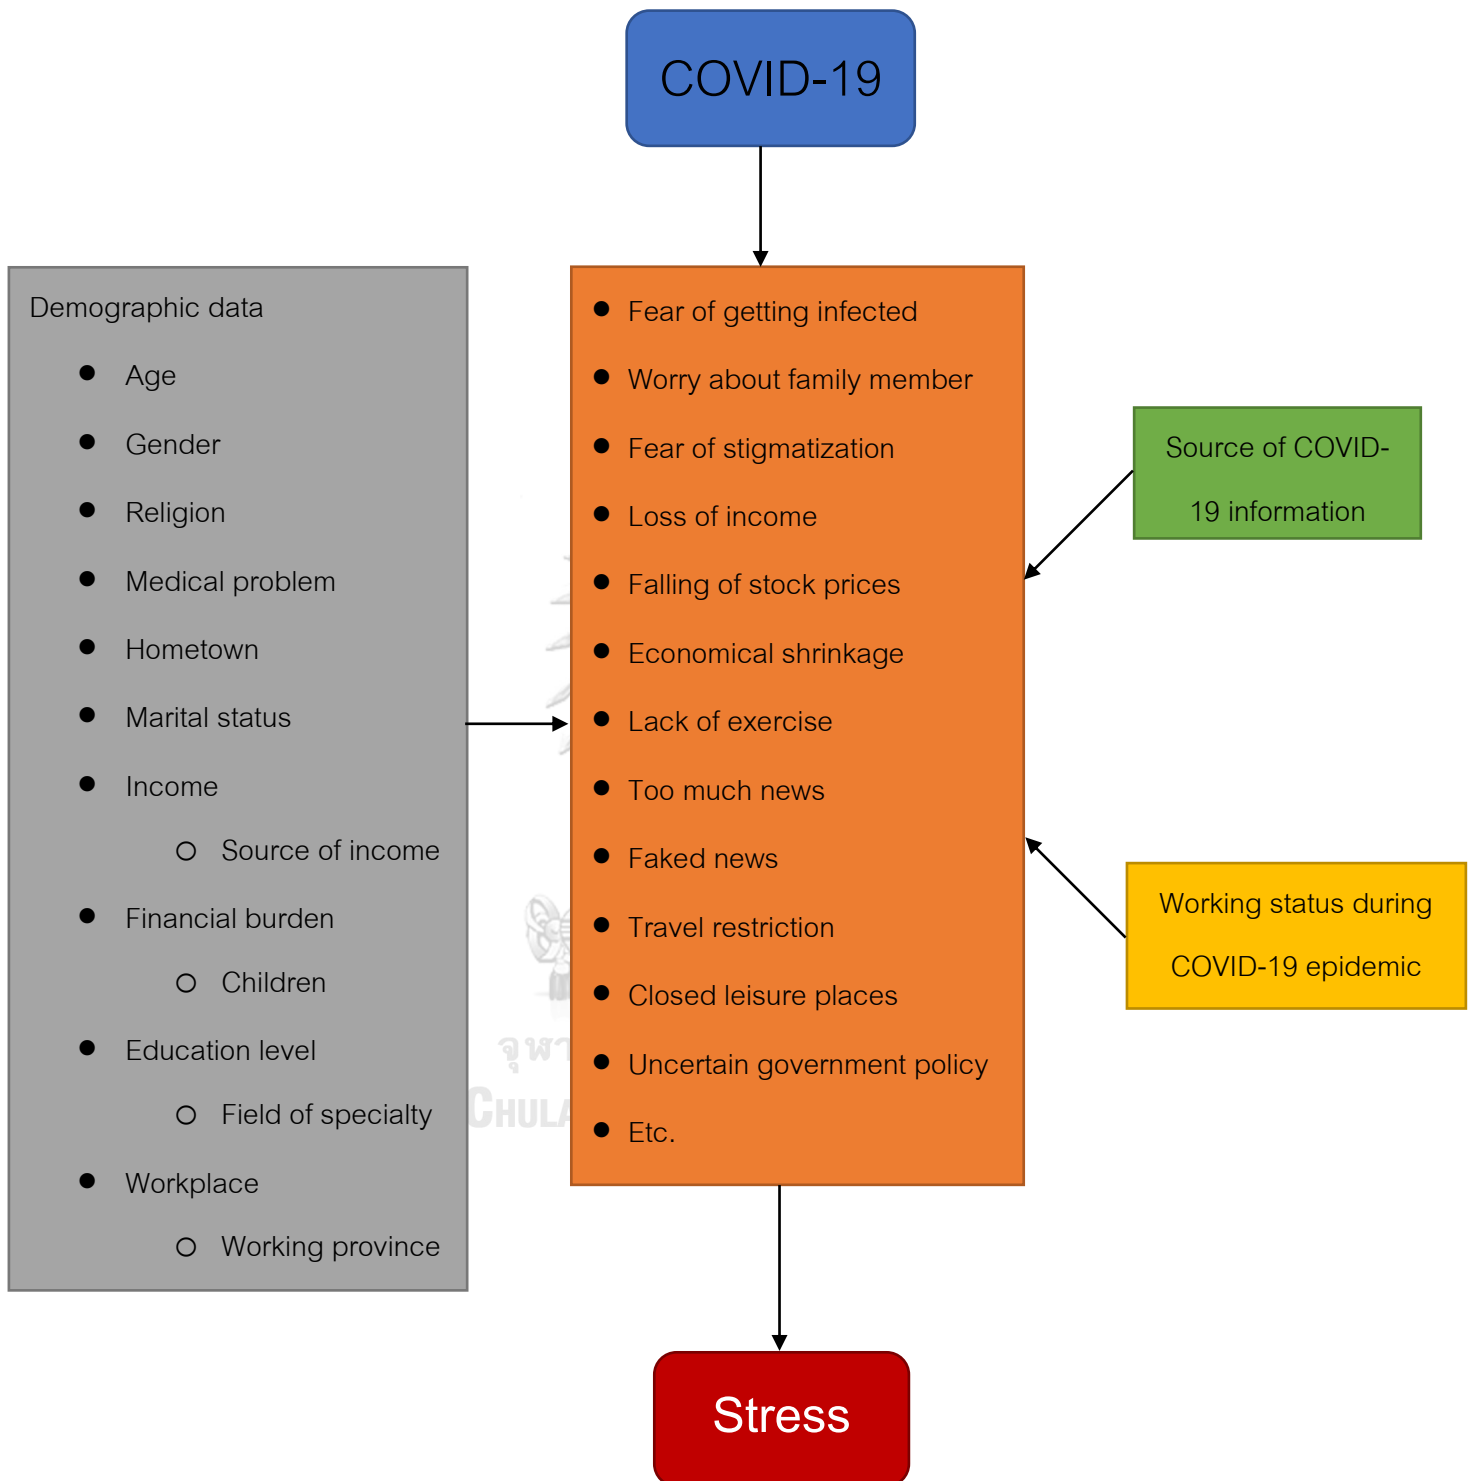 COVID-19
Demographic data
● Age
● Gender
● Religion
● Medical problem
● Hometown
● Marital status
● Income
○ Source of income
● Financial burden
○ Children
● Education level
○ Field of specialty
● Workplace
○ Working province
● Fear of getting infected
● Worry about family member
● Fear of stigmatization
● Loss of income
● Falling of stock prices
● Economical shrinkage
● Lack of exercise
● Too much news
● Faked news
● Travel restriction
● Closed leisure places
● Uncertain government policy
● Etc.
Source of COVID-
19 information
Working status during
COVID-19 epidemic
Stress